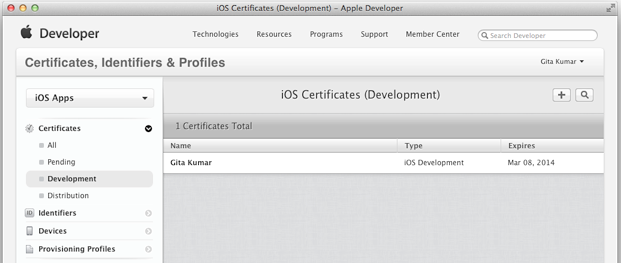 iOS Certificates (Development) – Apple Developer
Developer
Technologies Resources Programs Support Member Center Search Developer
Certificates, Identifiers & Profiles Gita Kumar
iOS Apps
iOS Certificates (Development)
Certificates
All
Pending
Development
Distribution
Identifiers
Devices
Provisioning Profiles
1 Certificates Total
Name Type Expires
Gita Kumar iOS Development Mar 08, 2014
ID